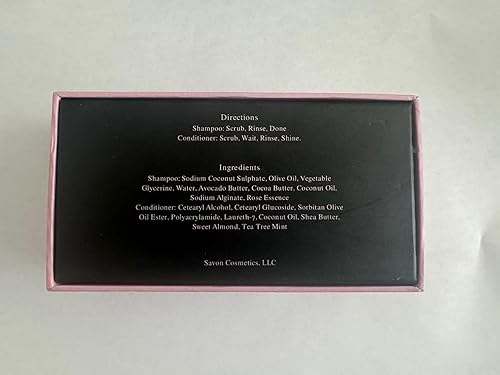 Directions
Shampoo: Scrub, Rinse, Done
Conditioner: Scrub, Wait, Rinse, Shine.
Ingredients
Shampoo: Sodium Coconut Sulphate, Olive Oil, Vegetable
Glycerine, Water, Avocado Butter, Cocoa Butter, Coconut Oil,
Sodium Alginate, Rose Essence
Conditioner: Cetearyl Alcohol, Cetearyl Glucoside, Sorbitan Olive
Oil Ester, Polyacrylamide, Laureth-7, Coconut Oil, Shea Butter,
Sweet Almond, Tea Tree Mint
Savon Cosmetics, LLC